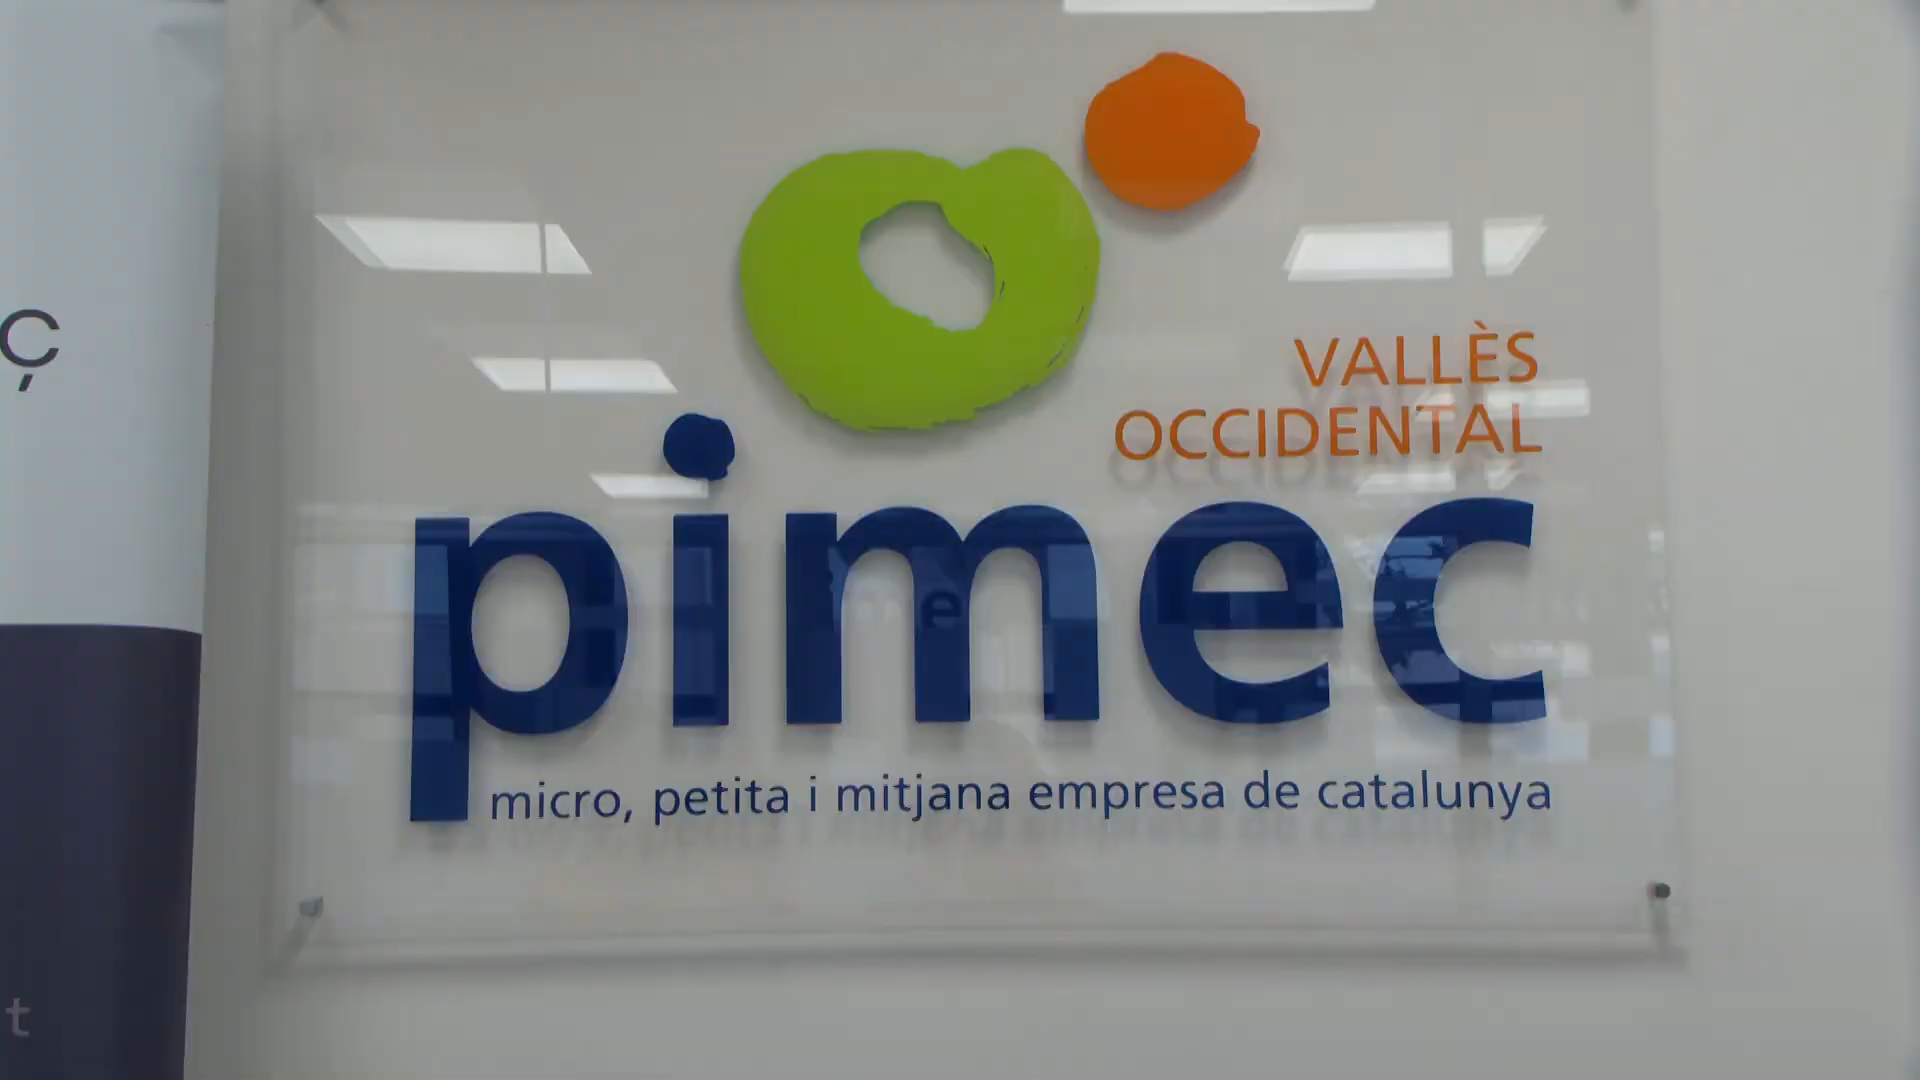 ç
VALLÈS
OCCIDENTAL
pimec
micro, petita i mitjana empresa de catalunya
t